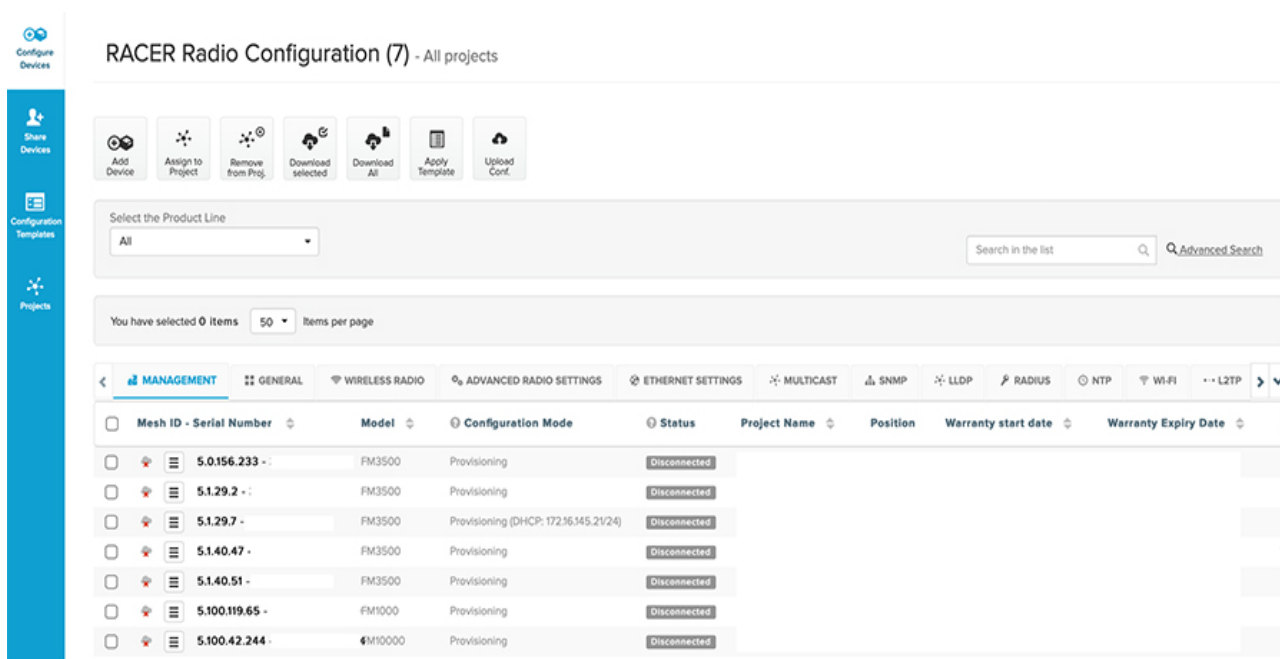 Configure
Devices
Share
Devices
Configuration
Templates
Projects
RACER Radio Configuration (7) - All projects
Add
Device
Assign to
Project
Remove
from Proj.
Download
selected
Download
All
Apply
Template
Upload
Conf.
Select the Product Line
All
Search in the list
Advanced Search
You have selected 0 items 50 Items per page
MANAGEMENT GENERAL WIRELESS RADIO ADVANCED RADIO SETTINGS ETHERNET SETTINGS MULTICAST SNMP LLDP RADIUS NTP WI-FI L2TP
Mesh ID - Serial Number Model Configuration Mode Status Project Name Position Warranty start date Warranty Expiry Date
5.0.156.233 - FM3500 Provisioning Disconnected
5.1.29.2 - FM3500 Provisioning Disconnected
5.1.29.7 - FM3500 Provisioning (DHCP: 172.16.145.21/24) Disconnected
5.1.40.47 - FM3500 Provisioning Disconnected
5.1.40.51 - FM3500 Provisioning Disconnected
5.100.119.65 - FM1000 Provisioning Disconnected
5.100.42.244 - FM10000 Provisioning Disconnected